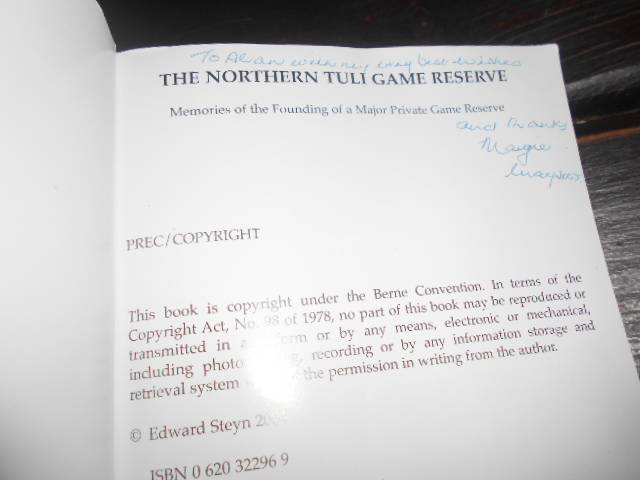 To Alan with my very best wishes
THE NORTHERN TULI GAME RESERVE
Memories of the Founding of a Major Private Game Reserve
and thanks
Margie
PREC/COPYRIGHT
This book is copyright under the Berne Convention. In terms of the
Copyright Act, No. 98 of 1978, no part of this book may be reproduced or
transmitted in a form or by any means, electronic or mechanical,
including photo recording or by any information storage and
retrieval system the permission in writing from the author.
© Edward Steyn
ISBN 0 620 32296 9